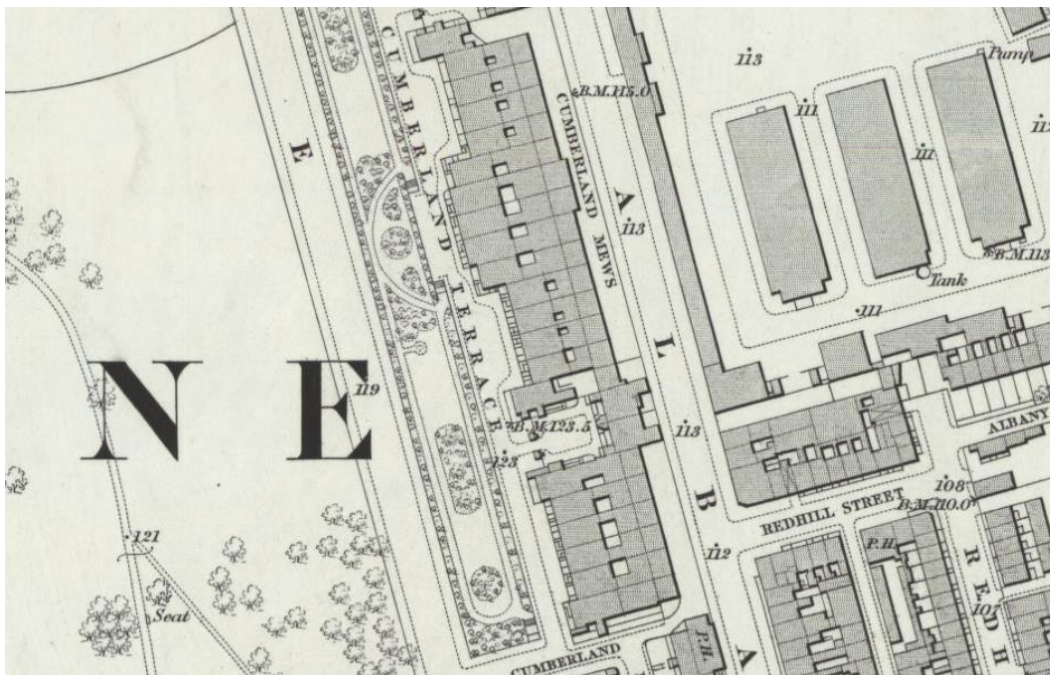 CUMBERLAND TERRACE
E
113
Pump
B.M.115.0
111
CUMBERLAND MEWS
A
111
113
B.M.113
Tank
111
L
N E
119
B.M.123.5
113
ALBANY
123
108
B
REDHILL STREET
B.M.110.0
121
112
P.H.
REDH
107
Seat
P.H.
CUMBERLAND
A